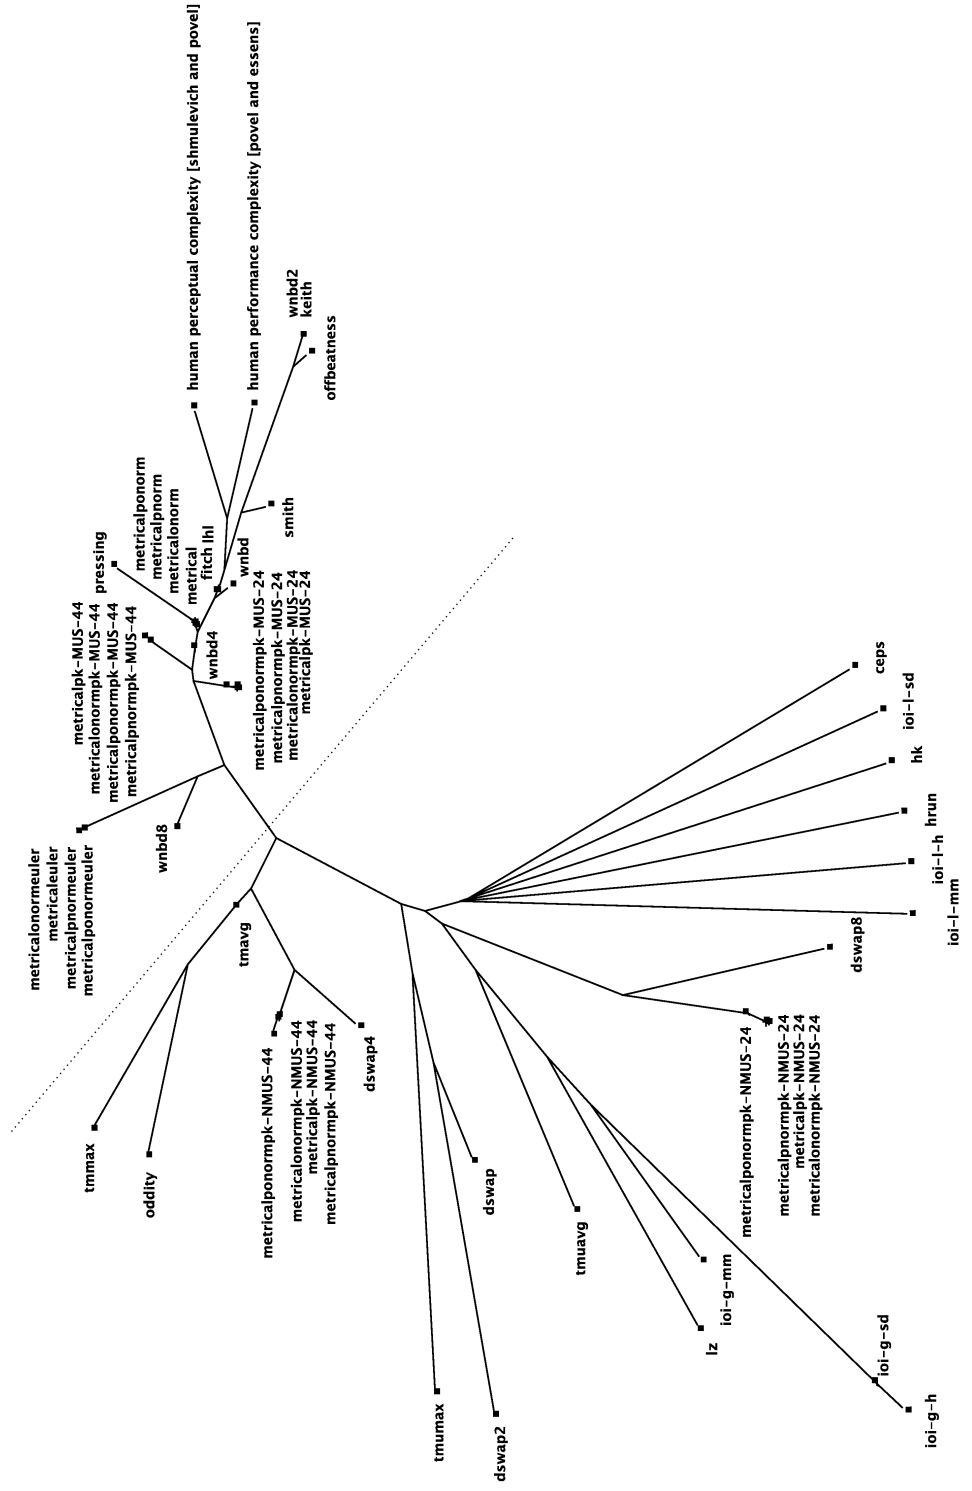 human perceptual complexity [shmulevich and povel]
human performance complexity [povel and essens]
wnbd2
keith
offbeatness
smith
metricalponorm
metricalpnorm
metricalonorm
metrical
fitch lhl
wnbd
pressing
metricalpk-MUS-44
metricalonormpk-MUS-44
metricalponormpk-MUS-44
metricalpnormpk-MUS-44
wnbd4
metricalponormpk-MUS-24
metricalpnormpk-MUS-24
metricalonormpk-MUS-24
metricalpk-MUS-24
metricalonormeuler
metricaleuler
metricalpnormeuler
metricalponormeuler
wnbd8
tmavg
tmmax
oddity
metricalponormpk-NMUS-44
metricalonormpk-NMUS-44
metricalpk-NMUS-44
metricalpnormpk-NMUS-44
dswap4
ceps
ioi-l-sd
hk
hrun
ioi-l-h
ioi-l-mm
dswap8
metricalponormpk-NMUS-24
metricalpnormpk-NMUS-24
metricalpk-NMUS-24
metricalonormpk-NMUS-24
dswap
tmuavg
ioi-g-mm
lz
ioi-g-sd
ioi-g-h
tmumax
dswap2